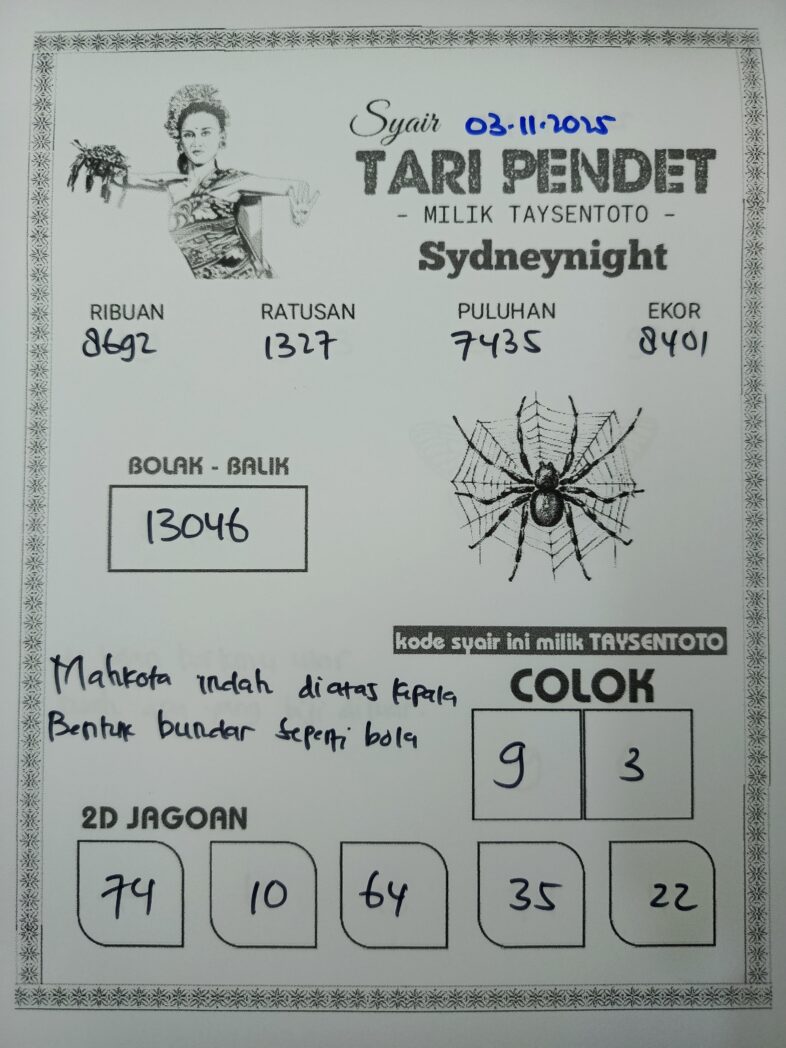 Syair 03.11.2025
TARI PENDET
- MILIK TAYSENTOTO -
Sydneynight
RIBUAN RATUSAN PULUHAN EKOR
8692 1327 7435 8401
BOLAK - BALIK
13046
kode syair ini milik TAYSENTOTO
Mahkota indah diatas kepala
Bentuk bundar seperti bola
COLOK
9 3
2D JAGOAN
74 10 64 35 22